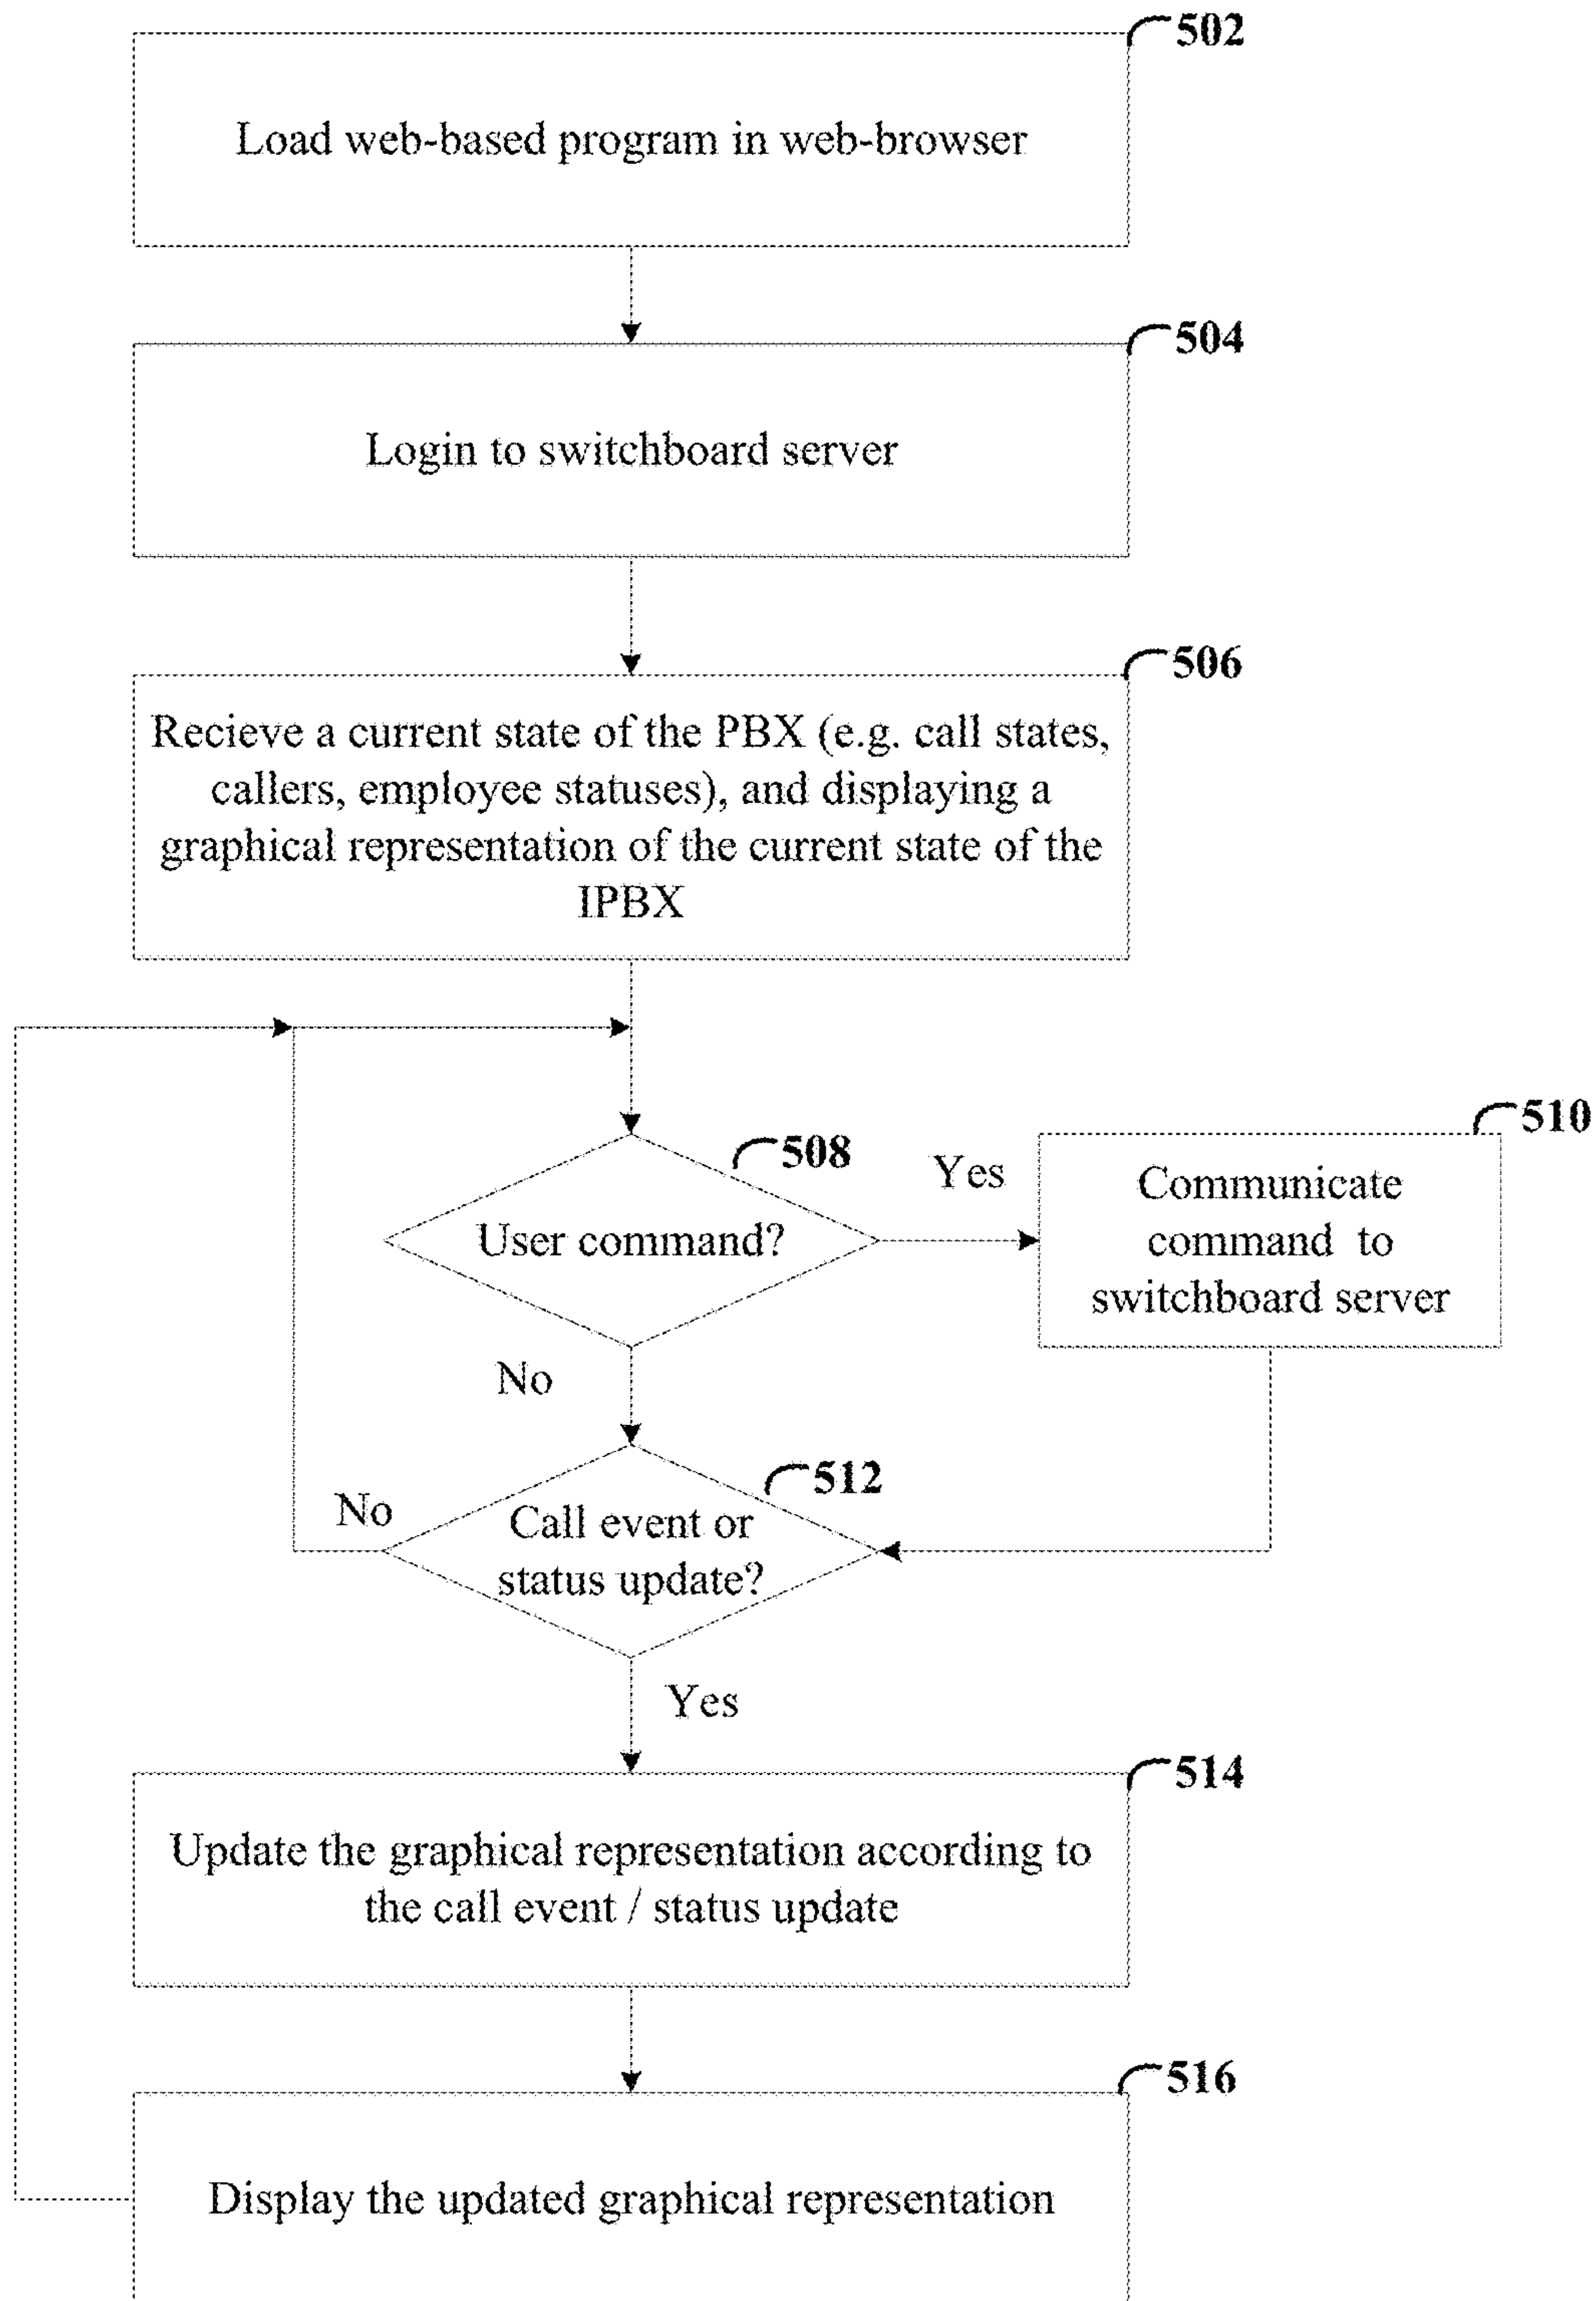 502
Load web-based program in web-browser
504
Login to switchboard server
506
Recieve a current state of the PBX (e.g. call states,
callers, employee statuses), and displaying a
graphical representation of the current state of the
IPBX
508
User command?
Yes
510
Communicate
command to
switchboard server
No
512
Call event or
status update?
No
Yes
514
Update the graphical representation according to
the call event / status update
516
Display the updated graphical representation